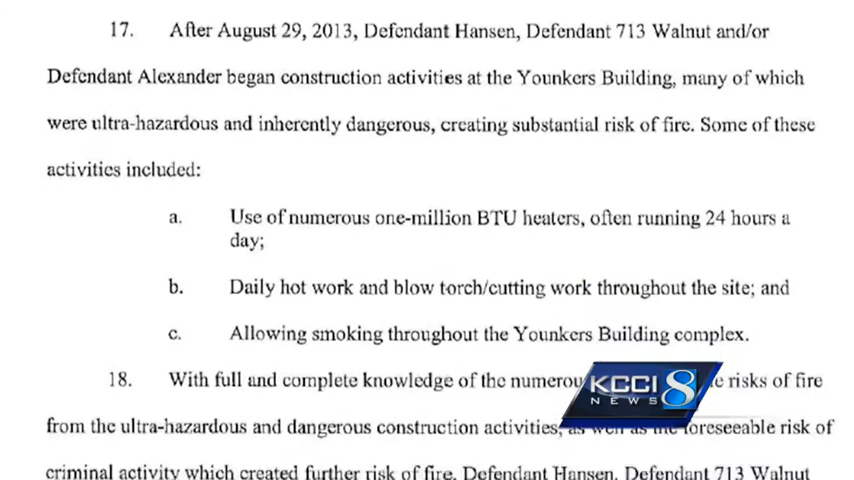 17. After August 29, 2013, Defendant Hansen, Defendant 713 Walnut and/or
Defendant Alexander began construction activities at the Younkers Building, many of which
were ultra-hazardous and inherently dangerous, creating substantial risk of fire. Some of these
activities included:
a. Use of numerous one-million BTU heaters, often running 24 hours a
day;
b. Daily hot work and blow torch/cutting work throughout the site; and
c. Allowing smoking throughout the Younkers Building complex.
18. With full and complete knowledge of the risks of fire
from the ultra-hazardous and dangerous construction activities, as well as the foreseeable risk of
criminal activity which created further risk of fire, Defendant Hansen, Defendant 713 Walnut
KCCI 8
NEWS